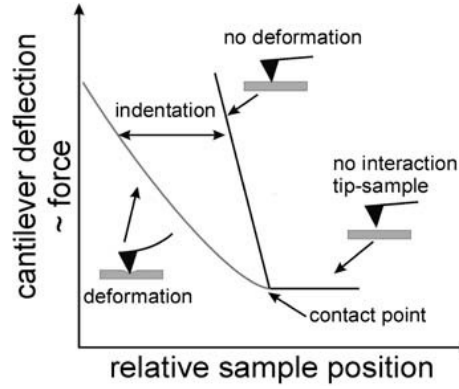 no deformation
indentation
no interaction
tip-sample
deformation
contact point
cantilever deflection
~ force
relative sample position